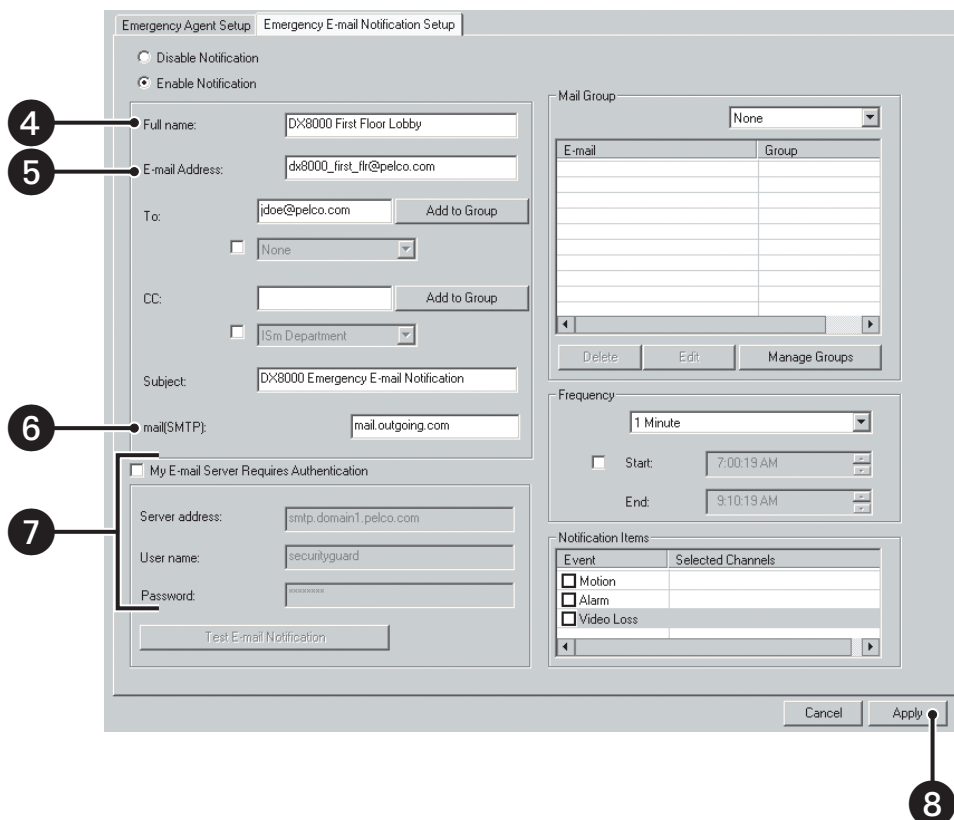 Emergency Agent Setup Emergency E-mail Notification Setup
Disable Notification
Enable Notification
4 Full name: DX8000 First Floor Lobby
5 E-mail Address: dx8000_first_flr@pelco.com
To: jdoe@pelco.com Add to Group
None
CC: Add to Group
ISm Department
Subject: DX8000 Emergency E-mail Notification
6 mail(SMTP): mail.outgoing.com
7
My E-mail Server Requires Authentication
Server address: smtp.domain1.pelco.com
User name: securityguard
Password: xxxxxxxx
Test E-mail Notification
Mail Group
None
E-mail Group
Delete Edit Manage Groups
Frequency
1 Minute
Start: 7:00:19 AM
End: 9:10:19 AM
Notification Items
Event Selected Channels
Motion
Alarm
Video Loss
Cancel Apply
8